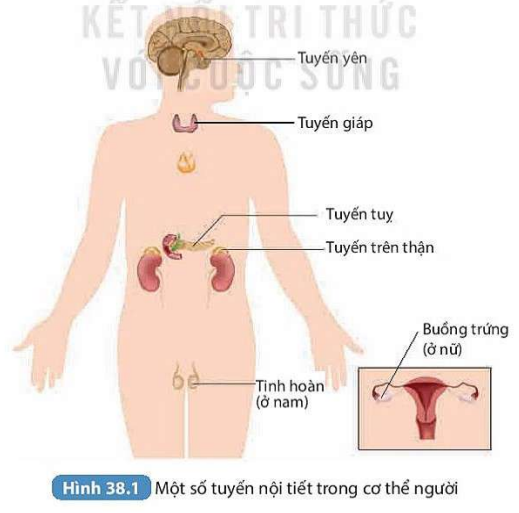 KẾT NỐI TRI THỨC
VỚI CUỘC SỐNG
Tuyến yên
Tuyến giáp
Tuyến tuỵ
Tuyến trên thận
Buồng trứng
(ở nữ)
Tinh hoàn
(ở nam)
Hình 38.1 Một số tuyến nội tiết trong cơ thể người